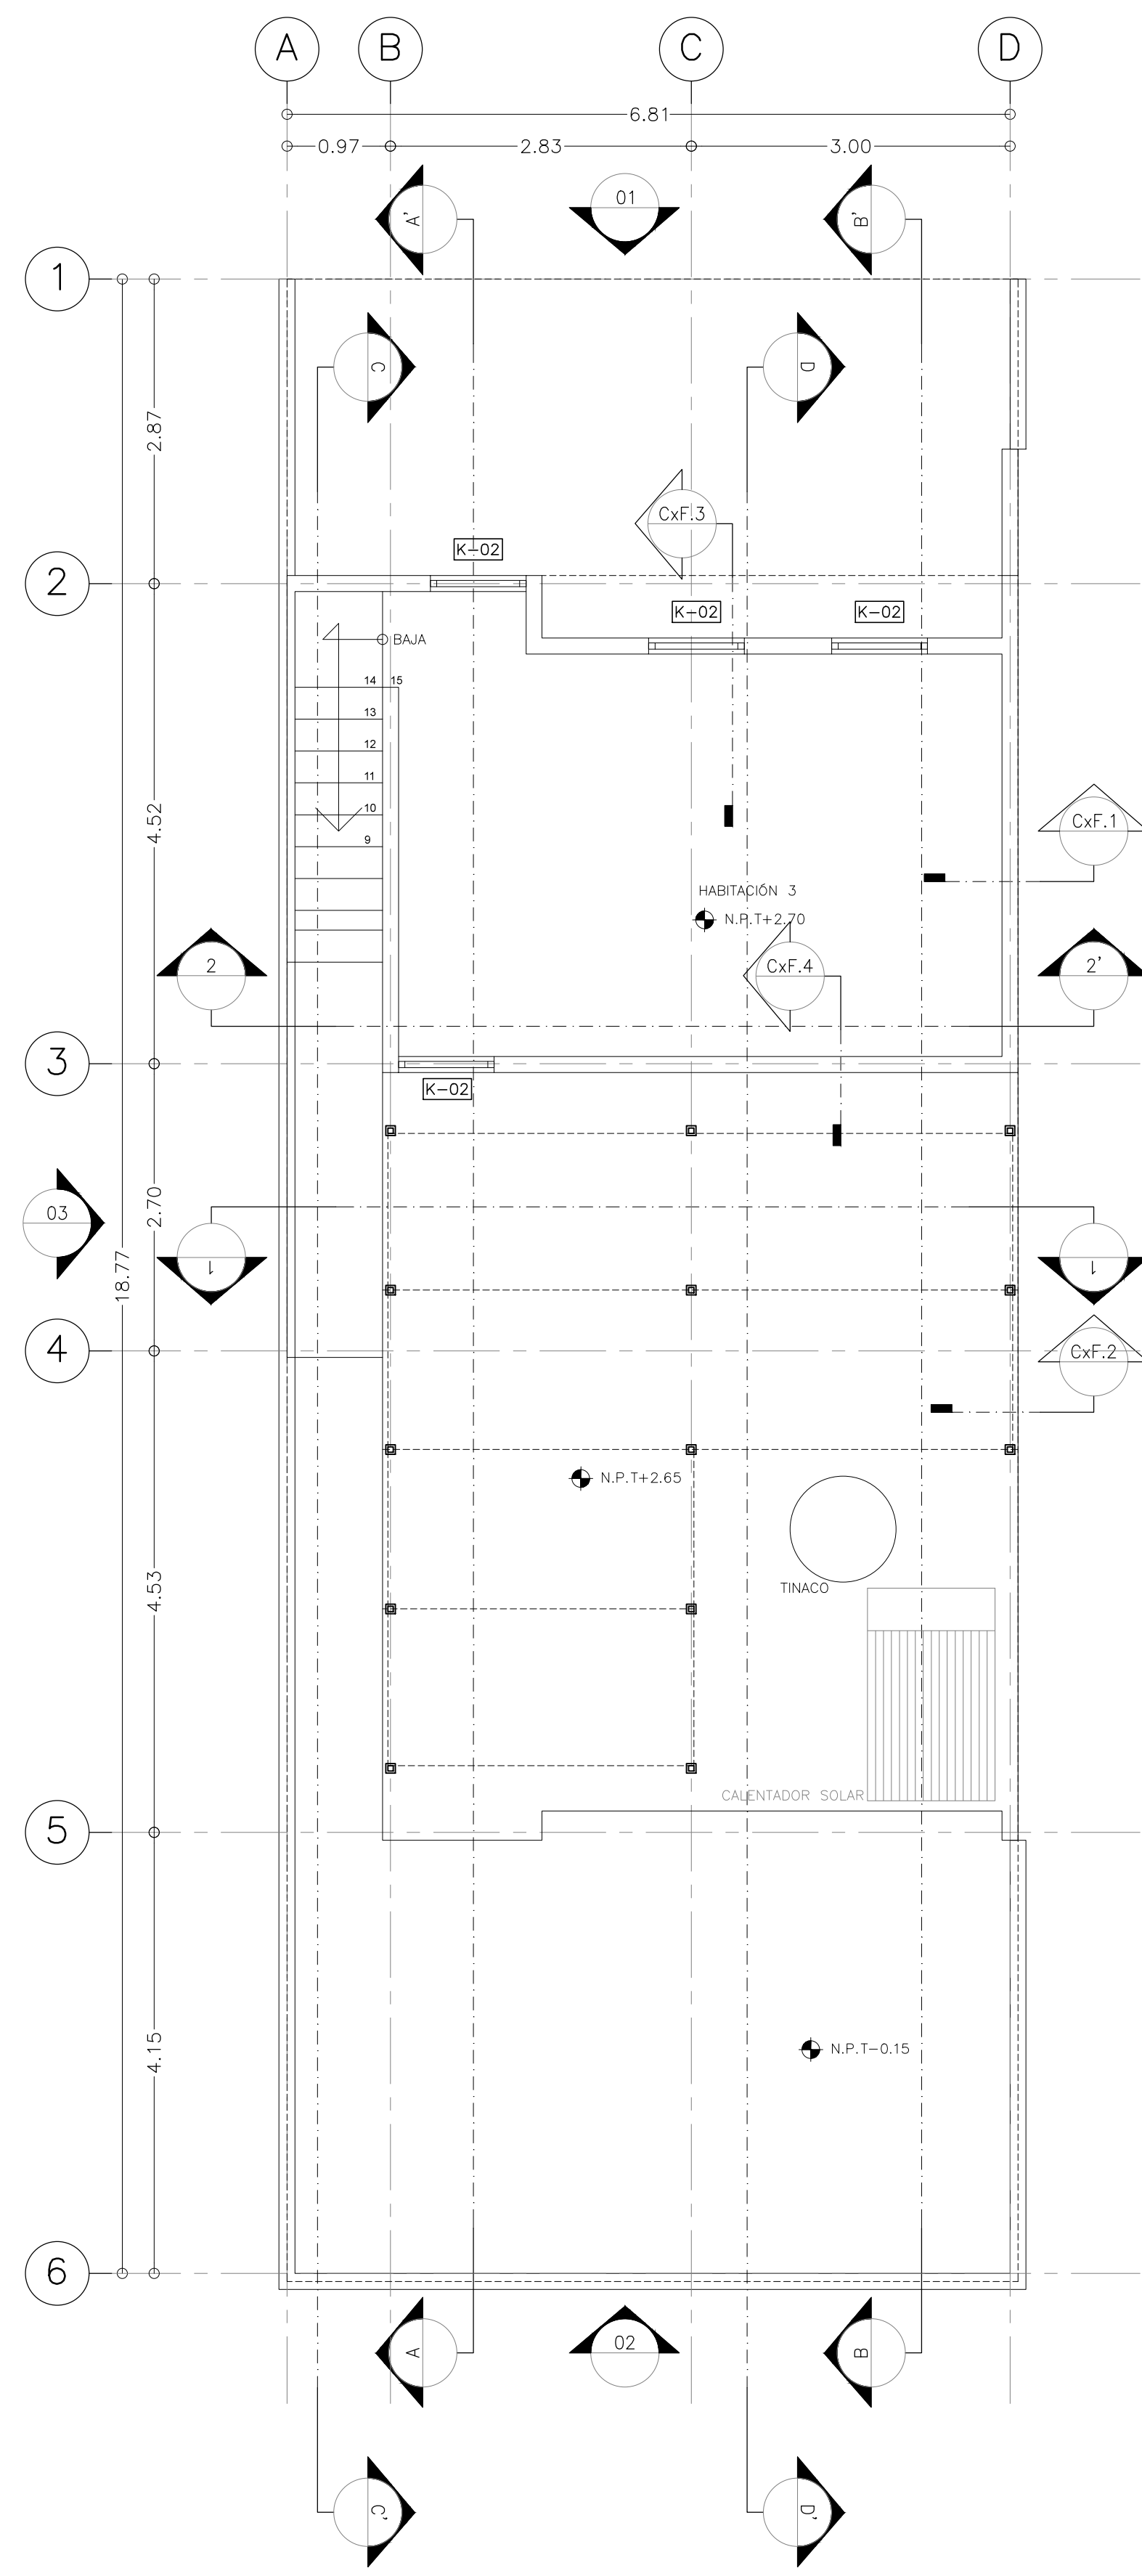 A B C D
6.81
0.97 2.83 3.00
A' 01 B'
1
C D
2.87
CxF.3
K-02
2
K-02 K-02
BAJA
14 15
13
12
11
10
9
4.52
CxF.1
HABITACIÓN 3
N.P.T+2.70
2 CxF.4 2'
3
K-02
2.70
03
18.77
1 1
4
CxF.2
N.P.T+2.65
TINACO
4.53
CALENTADOR SOLAR
5
4.15
N.P.T-0.15
6
A 02 B
C' D'